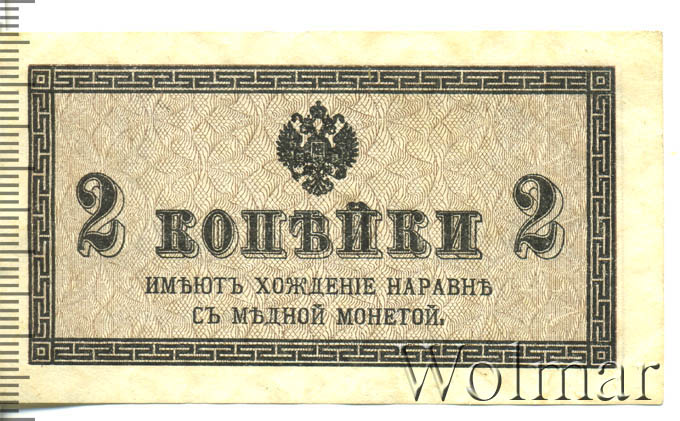 2 КОПѢЙКИ 2
ИМѢЮТЪ ХОЖДЕНІЕ НАРАВНѢ
СЪ МѢДНОЙ МОНЕТОЙ.
Wolmar